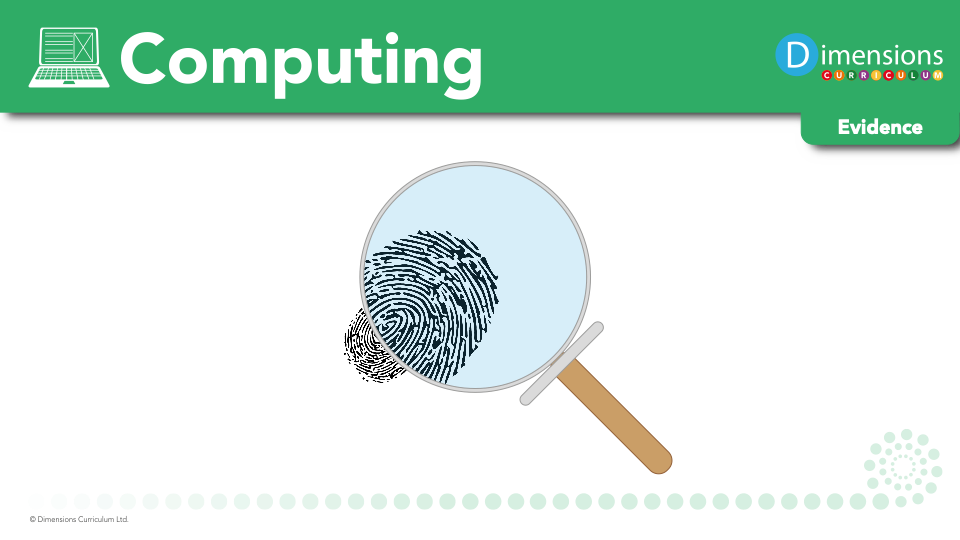 Computing
Dimensions
CURRICULUM
Evidence
© Dimensions Curriculum Ltd.